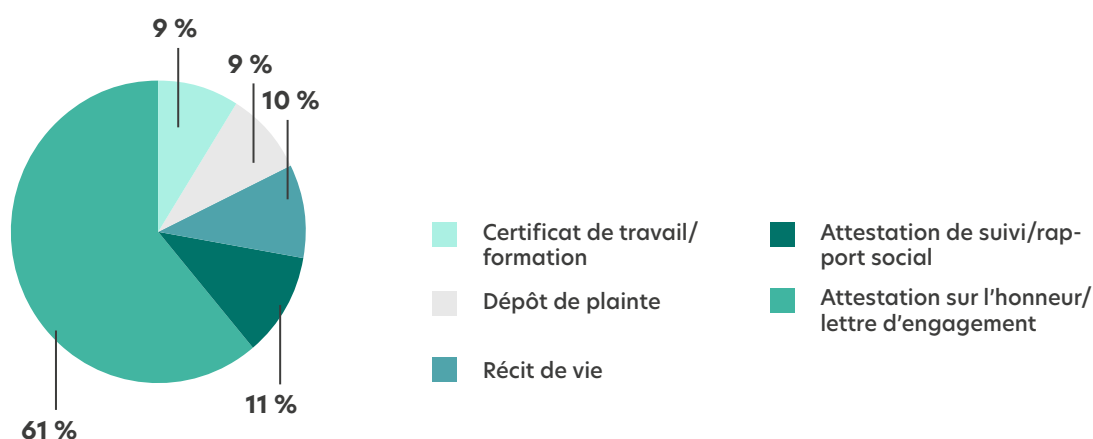 9 %
9 %
10 %
11 %
61 %
Certificat de travail/
formation
Dépôt de plainte
Récit de vie
Attestation de suivi/rap-
port social
Attestation sur l’honneur/
lettre d’engagement